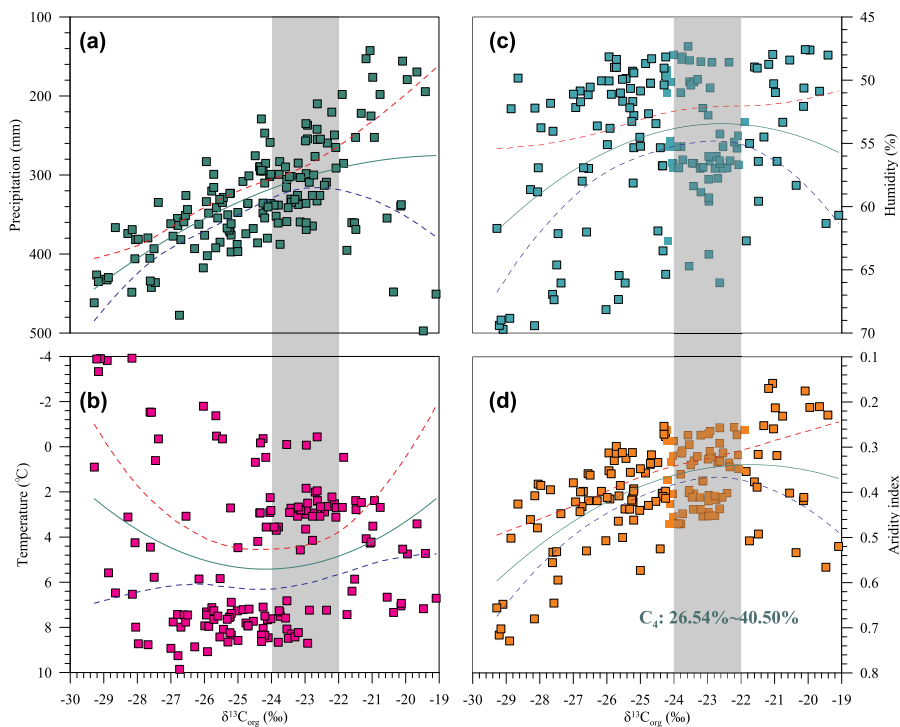 (a)
100
200
300
400
500
Precipitation (mm)
(c)
45
50
55
60
65
70
Humidity (%)
(b)
-4
-2
0
2
4
6
8
10
Temperature (℃)
-30 -29 -28 -27 -26 -25 -24 -23 -22 -21 -20 -19
δ¹³Corg (‰)
(d)
0.1
0.2
0.3
0.4
0.5
0.6
0.7
0.8
Aridity index
C₄: 26.54%~40.50%
-30 -29 -28 -27 -26 -25 -24 -23 -22 -21 -20 -19
δ¹³Corg (‰)